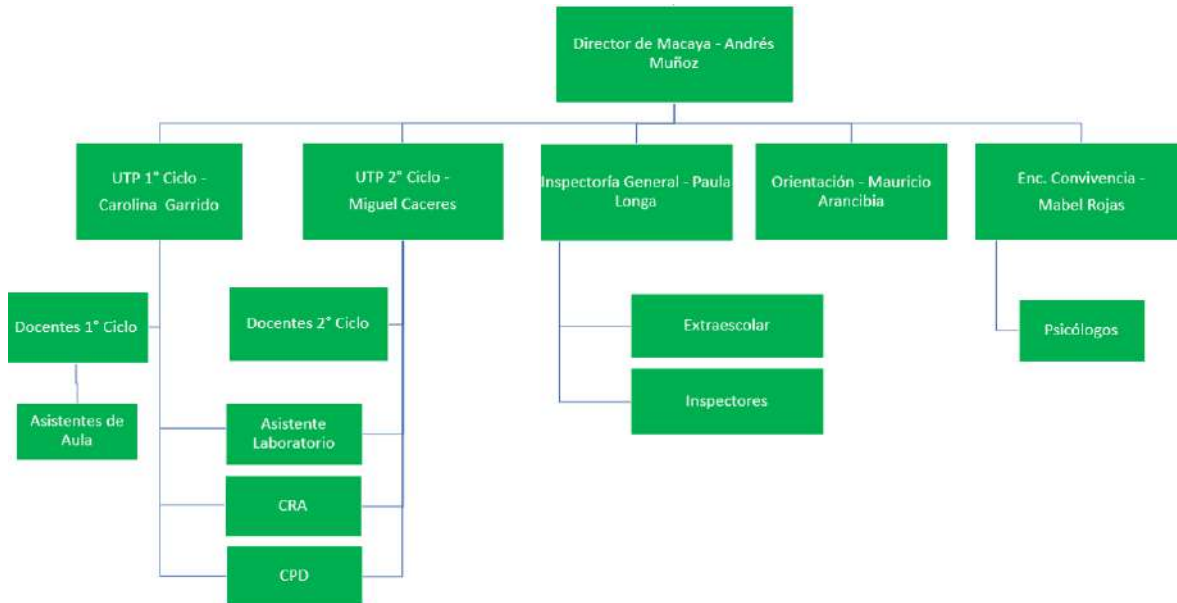 Director de Macaya - Andrés
Muñoz
UTP 1° Ciclo -
Carolina Garrido
UTP 2° Ciclo -
Miguel Caceres
Inspectoría General - Paula
Longa
Orientación - Mauricio
Arancibia
Enc. Convivencia -
Mabel Rojas
Docentes 1° Ciclo
Docentes 2° Ciclo
Extraescolar
Psicólogos
Asistentes de
Aula
Asistente
Laboratorio
Inspectores
CRA
CPD